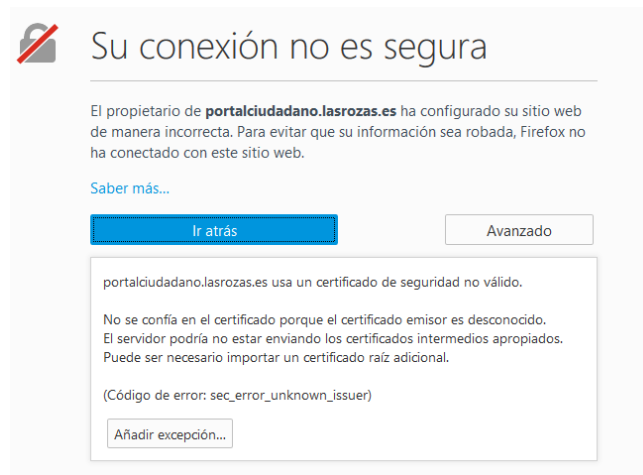 Su conexión no es segura
El propietario de portalciudadano.lasrozas.es ha configurado su sitio web
de manera incorrecta. Para evitar que su información sea robada, Firefox no
ha conectado con este sitio web.
Saber más...
Ir atrás
Avanzado
portalciudadano.lasrozas.es usa un certificado de seguridad no válido.
No se confía en el certificado porque el certificado emisor es desconocido.
El servidor podría no estar enviando los certificados intermedios apropiados.
Puede ser necesario importar un certificado raíz adicional.
(Código de error: sec_error_unknown_issuer)
Añadir excepción...